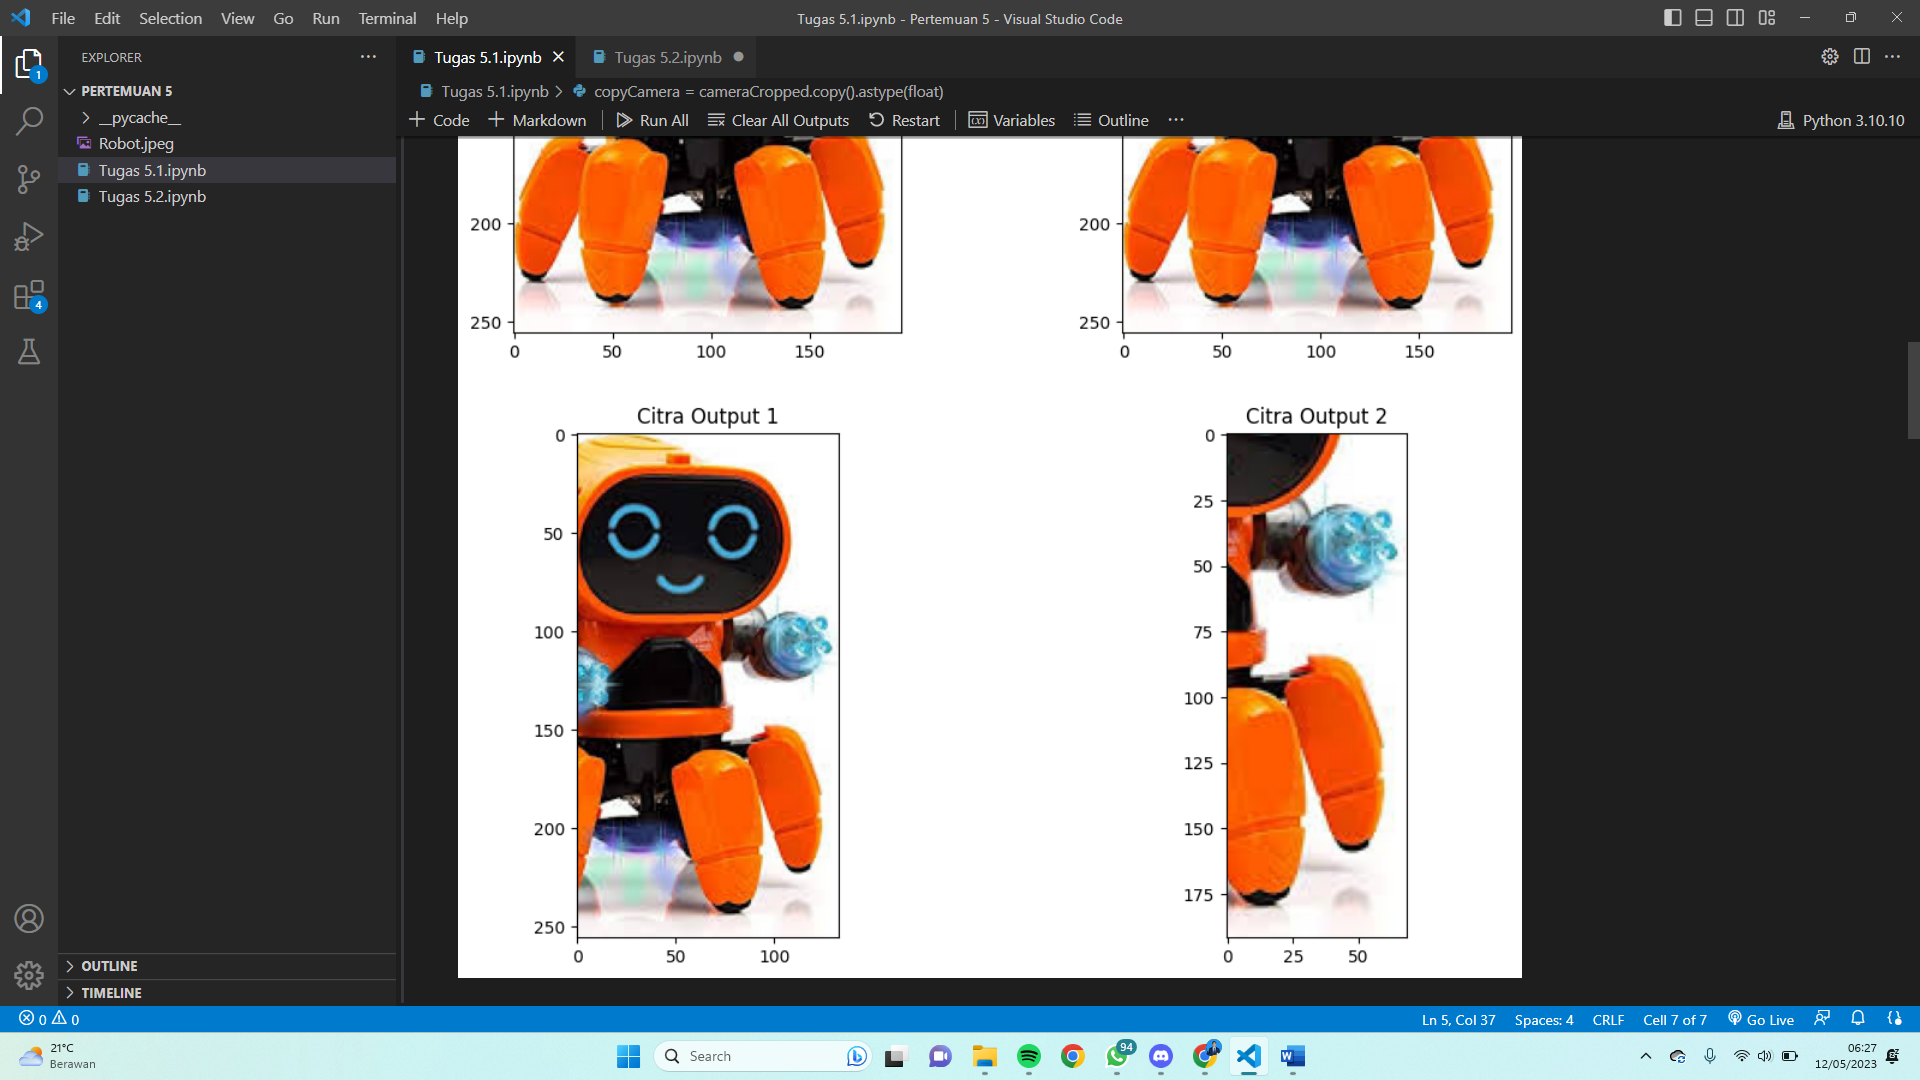 File Edit Selection View Go Run Terminal Help
Tugas 5.1.ipynb - Pertemuan 5 - Visual Studio Code
EXPLORER
PERTEMUAN 5
__pycache__
Robot.jpeg
Tugas 5.1.ipynb
Tugas 5.2.ipynb
OUTLINE
TIMELINE
1
4
Tugas 5.1.ipynb
Tugas 5.2.ipynb
Tugas 5.1.ipynb > copyCamera = cameraCropped.copy().astype(float)
+ Code + Markdown Run All Clear All Outputs Restart Variables Outline ...
Python 3.10.10
200
250
0 50 100 150
200
250
0 50 100 150
Citra Output 1
0
50
100
150
200
250
0 50 100
Citra Output 2
0
25
50
75
100
125
150
175
0 25 50
0 0
Ln 5, Col 37 Spaces: 4 CRLF Cell 7 of 7 Go Live
21°C
Berawan
Search
94
06:27
12/05/2023